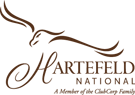 HARTEFELD
NATIONAL
A Member of the ClubCorp Family